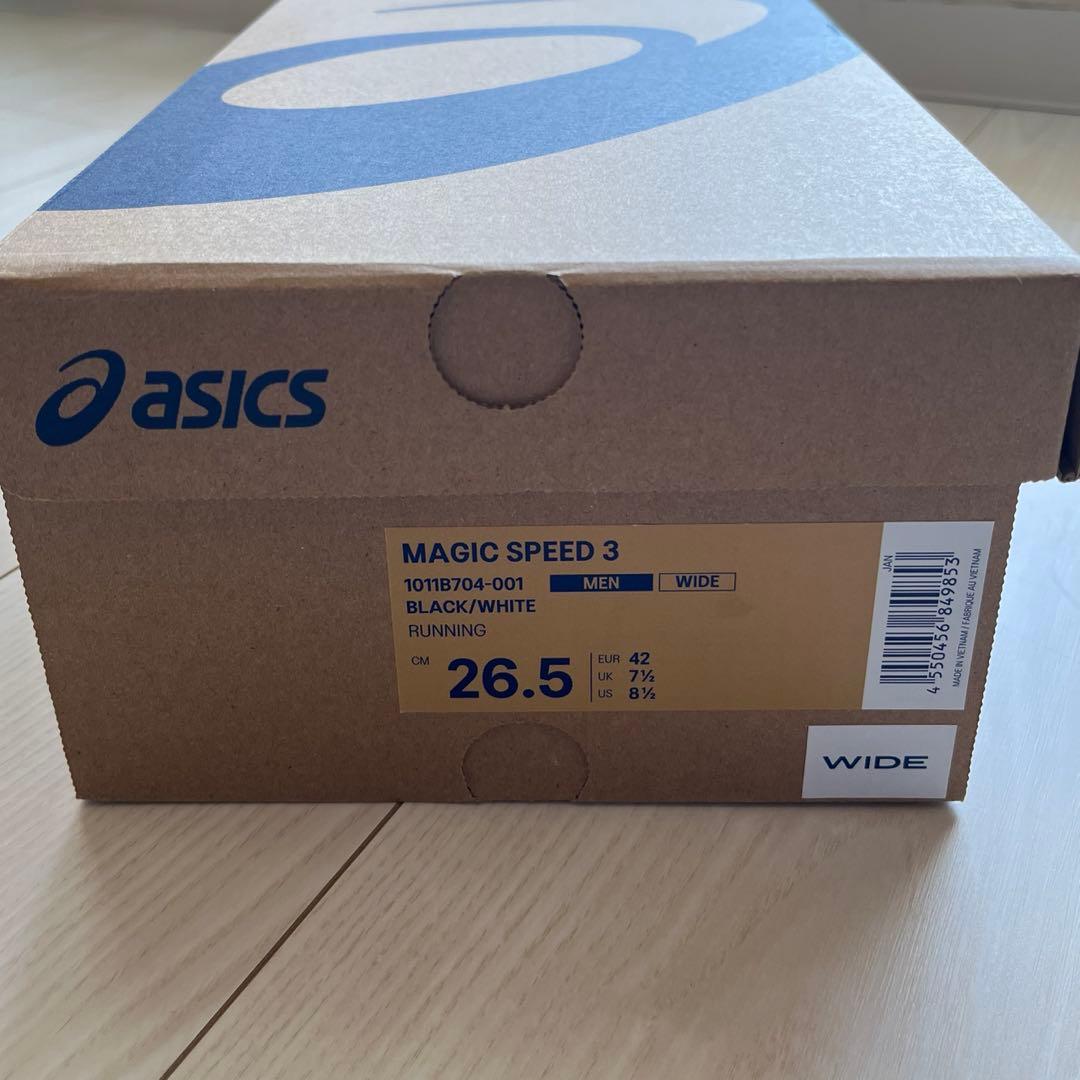 asics
MAGIC SPEED 3
1011B704-001 MEN WIDE
BLACK/WHITE
RUNNING
CM 26.5
EUR 42
UK 7½
US 8½
JAN
4 550456 849853
MADE IN VIETNAM / FABRIQUE AU VIETNAM
WIDE